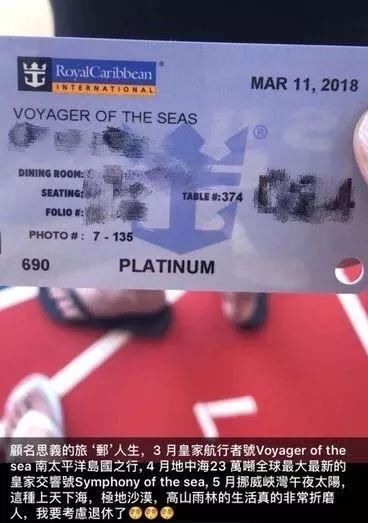 RoyalCaribbean
INTERNATIONAL
MAR 11, 2018
VOYAGER OF THE SEAS
DINING ROOM:
SEATING:
TABLE #:374
FOLIO #:
PHOTO #: 7 - 135
690 PLATINUM
顧名思義的旅 ‘郵’人生，3 月皇家航行者號Voyager of the
sea 南太平洋島國之行, 4 月地中海23 萬噸全球最大最新的
皇家交響號Symphony of the sea, 5 月挪威峽灣午夜太陽，
這種上天下海，極地沙漠，高山雨林的生活真的非常折磨
人，我要考慮退休了